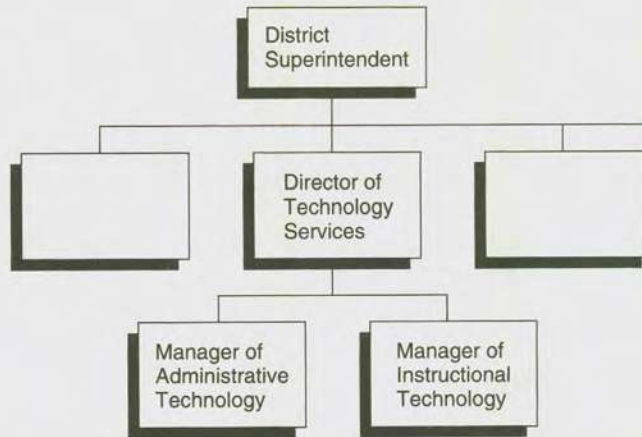 District
Superintendent
Director of
Technology
Services
Manager of
Administrative
Technology
Manager of
Instructional
Technology